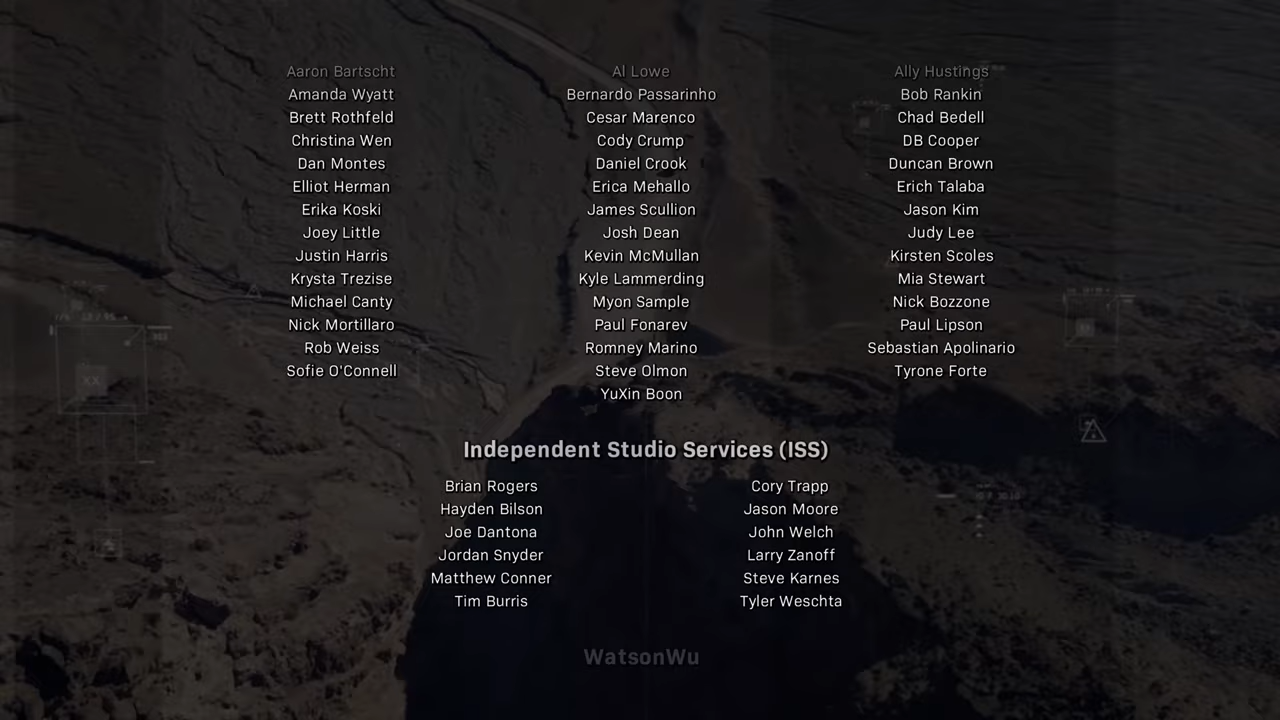 Aaron Bartscht Al Lowe Ally Hustings
Amanda Wyatt Bernardo Passarinho Bob Rankin
Brett Rothfeld Cesar Marenco Chad Bedell
Christina Wen Cody Crump DB Cooper
Dan Montes Daniel Crook Duncan Brown
Elliot Herman Erica Mehallo Erich Talaba
Erika Koski James Scullion Jason Kim
Joey Little Josh Dean Judy Lee
Justin Harris Kevin McMullan Kirsten Scoles
Krysta Trezise Kyle Lammerding Mia Stewart
Michael Canty Myon Sample Nick Bozzone
Nick Mortillaro Paul Fonarev Paul Lipson
Rob Weiss Romney Marino Sebastian Apolinario
Sofie O'Connell Steve Olmon Tyrone Forte
YuXin Boon
Independent Studio Services (ISS)
Brian Rogers Cory Trapp
Hayden Bilson Jason Moore
Joe Dantona John Welch
Jordan Snyder Larry Zanoff
Matthew Conner Steve Karnes
Tim Burris Tyler Weschta
WatsonWu